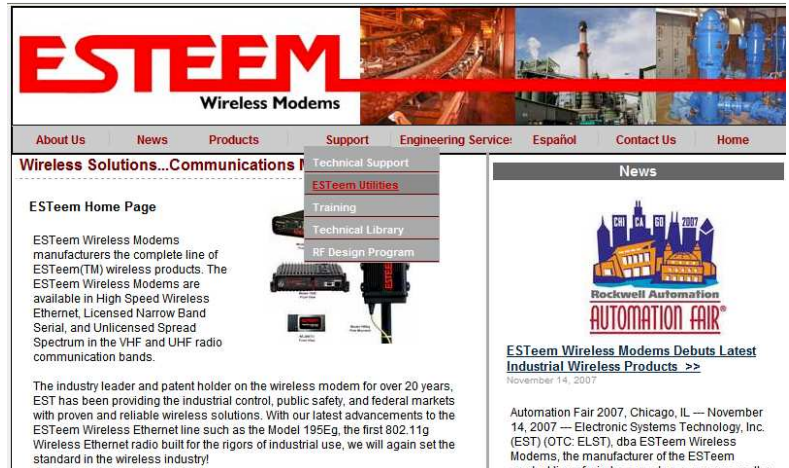 ESTEEM
Wireless Modems
About Us News Products Support Engineering Services Español Contact Us Home
Wireless Solutions...Communications
Technical Support
ESTeem Utilities
Training
Technical Library
RF Design Program
ESTeem Home Page
ESTeem Wireless Modems
manufacturers the complete line of
ESTeem(TM) wireless products. The
ESTeem Wireless Modems are
available in High Speed Wireless
Ethernet, Licensed Narrow Band
Serial, and Unlicensed Spread
Spectrum in the VHF and UHF radio
communication bands.
ESTEEM
The industry leader and patent holder on the wireless modem for over 20 years,
EST has been providing the industrial control, public safety, and federal markets
with proven and reliable wireless solutions. With our latest advancements to the
ESTeem Wireless Ethernet line such as the Model 195Eg, the first 802.11g
Wireless Ethernet radio built for the rigors of industrial use, we will again set the
standard in the wireless industry!
News
CHICAGO 2007
Rockwell Automation
AUTOMATION FAIR®
ESTeem Wireless Modems Debuts Latest
Industrial Wireless Products >>
November 14, 2007
Automation Fair 2007, Chicago, IL --- November
14, 2007 --- Electronic Systems Technology, Inc.
(EST) (OTC: ELST), dba ESTeem Wireless
Modems, the manufacturer of the ESTeem